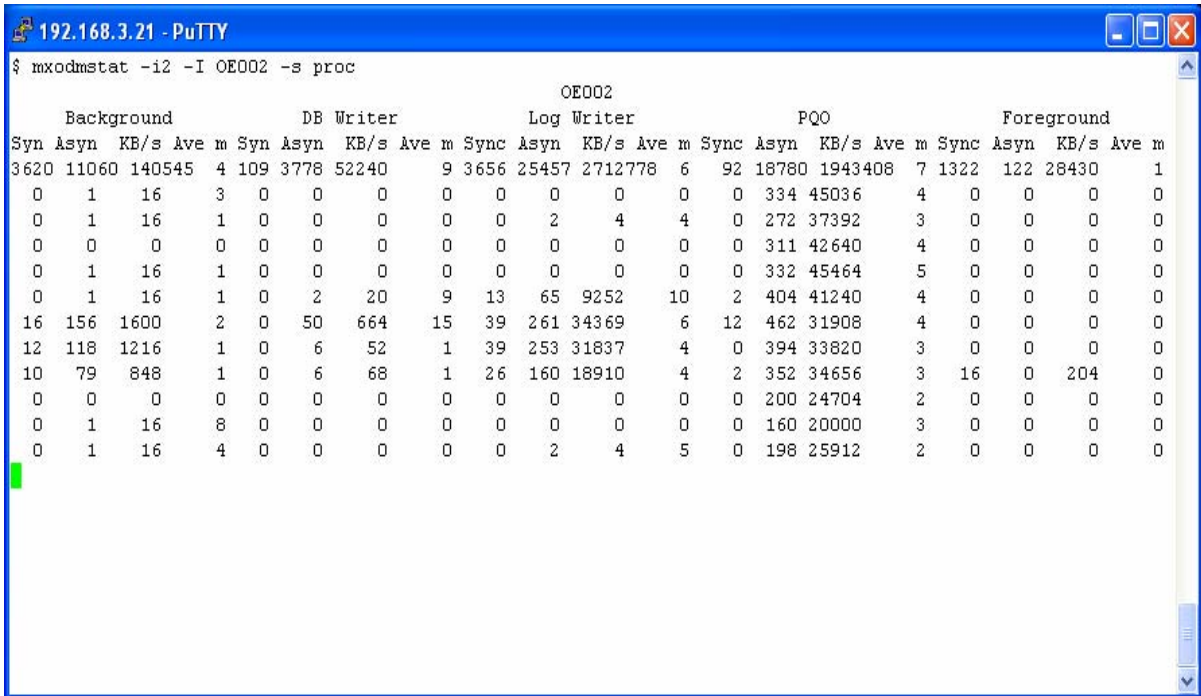 192.168.3.21 - PuTTY
$ mxodmstat -i2 -I OE002 -s proc
OE002
Background DB Writer Log Writer PQO Foreground
Syn Asyn KB/s Ave m Syn Asyn KB/s Ave m Sync Asyn KB/s Ave m Sync Asyn KB/s Ave m Sync Asyn KB/s Ave m
3620 11060 140545 4 109 3778 52240 9 3656 25457 2712778 6 92 18780 1943408 7 1322 122 28430 1
0 1 16 3 0 0 0 0 0 0 0 0 0 334 45036 4 0 0 0 0
0 1 16 1 0 0 0 0 0 2 4 4 0 272 37392 3 0 0 0 0
0 0 0 0 0 0 0 0 0 0 0 0 0 311 42640 4 0 0 0 0
0 1 16 1 0 0 0 0 0 0 0 0 0 332 45464 5 0 0 0 0
0 1 16 1 0 2 20 9 13 65 9252 10 2 404 41240 4 0 0 0 0
16 156 1600 2 0 50 664 15 39 261 34369 6 12 462 31908 4 0 0 0 0
12 118 1216 1 0 6 52 1 39 253 31837 4 0 394 33820 3 0 0 0 0
10 79 848 1 0 6 68 1 26 160 18910 4 2 352 34656 3 16 0 204 0
0 0 0 0 0 0 0 0 0 0 0 0 0 200 24704 2 0 0 0 0
0 1 16 8 0 0 0 0 0 0 0 0 0 160 20000 3 0 0 0 0
0 1 16 4 0 0 0 0 0 2 4 5 0 198 25912 2 0 0 0 0